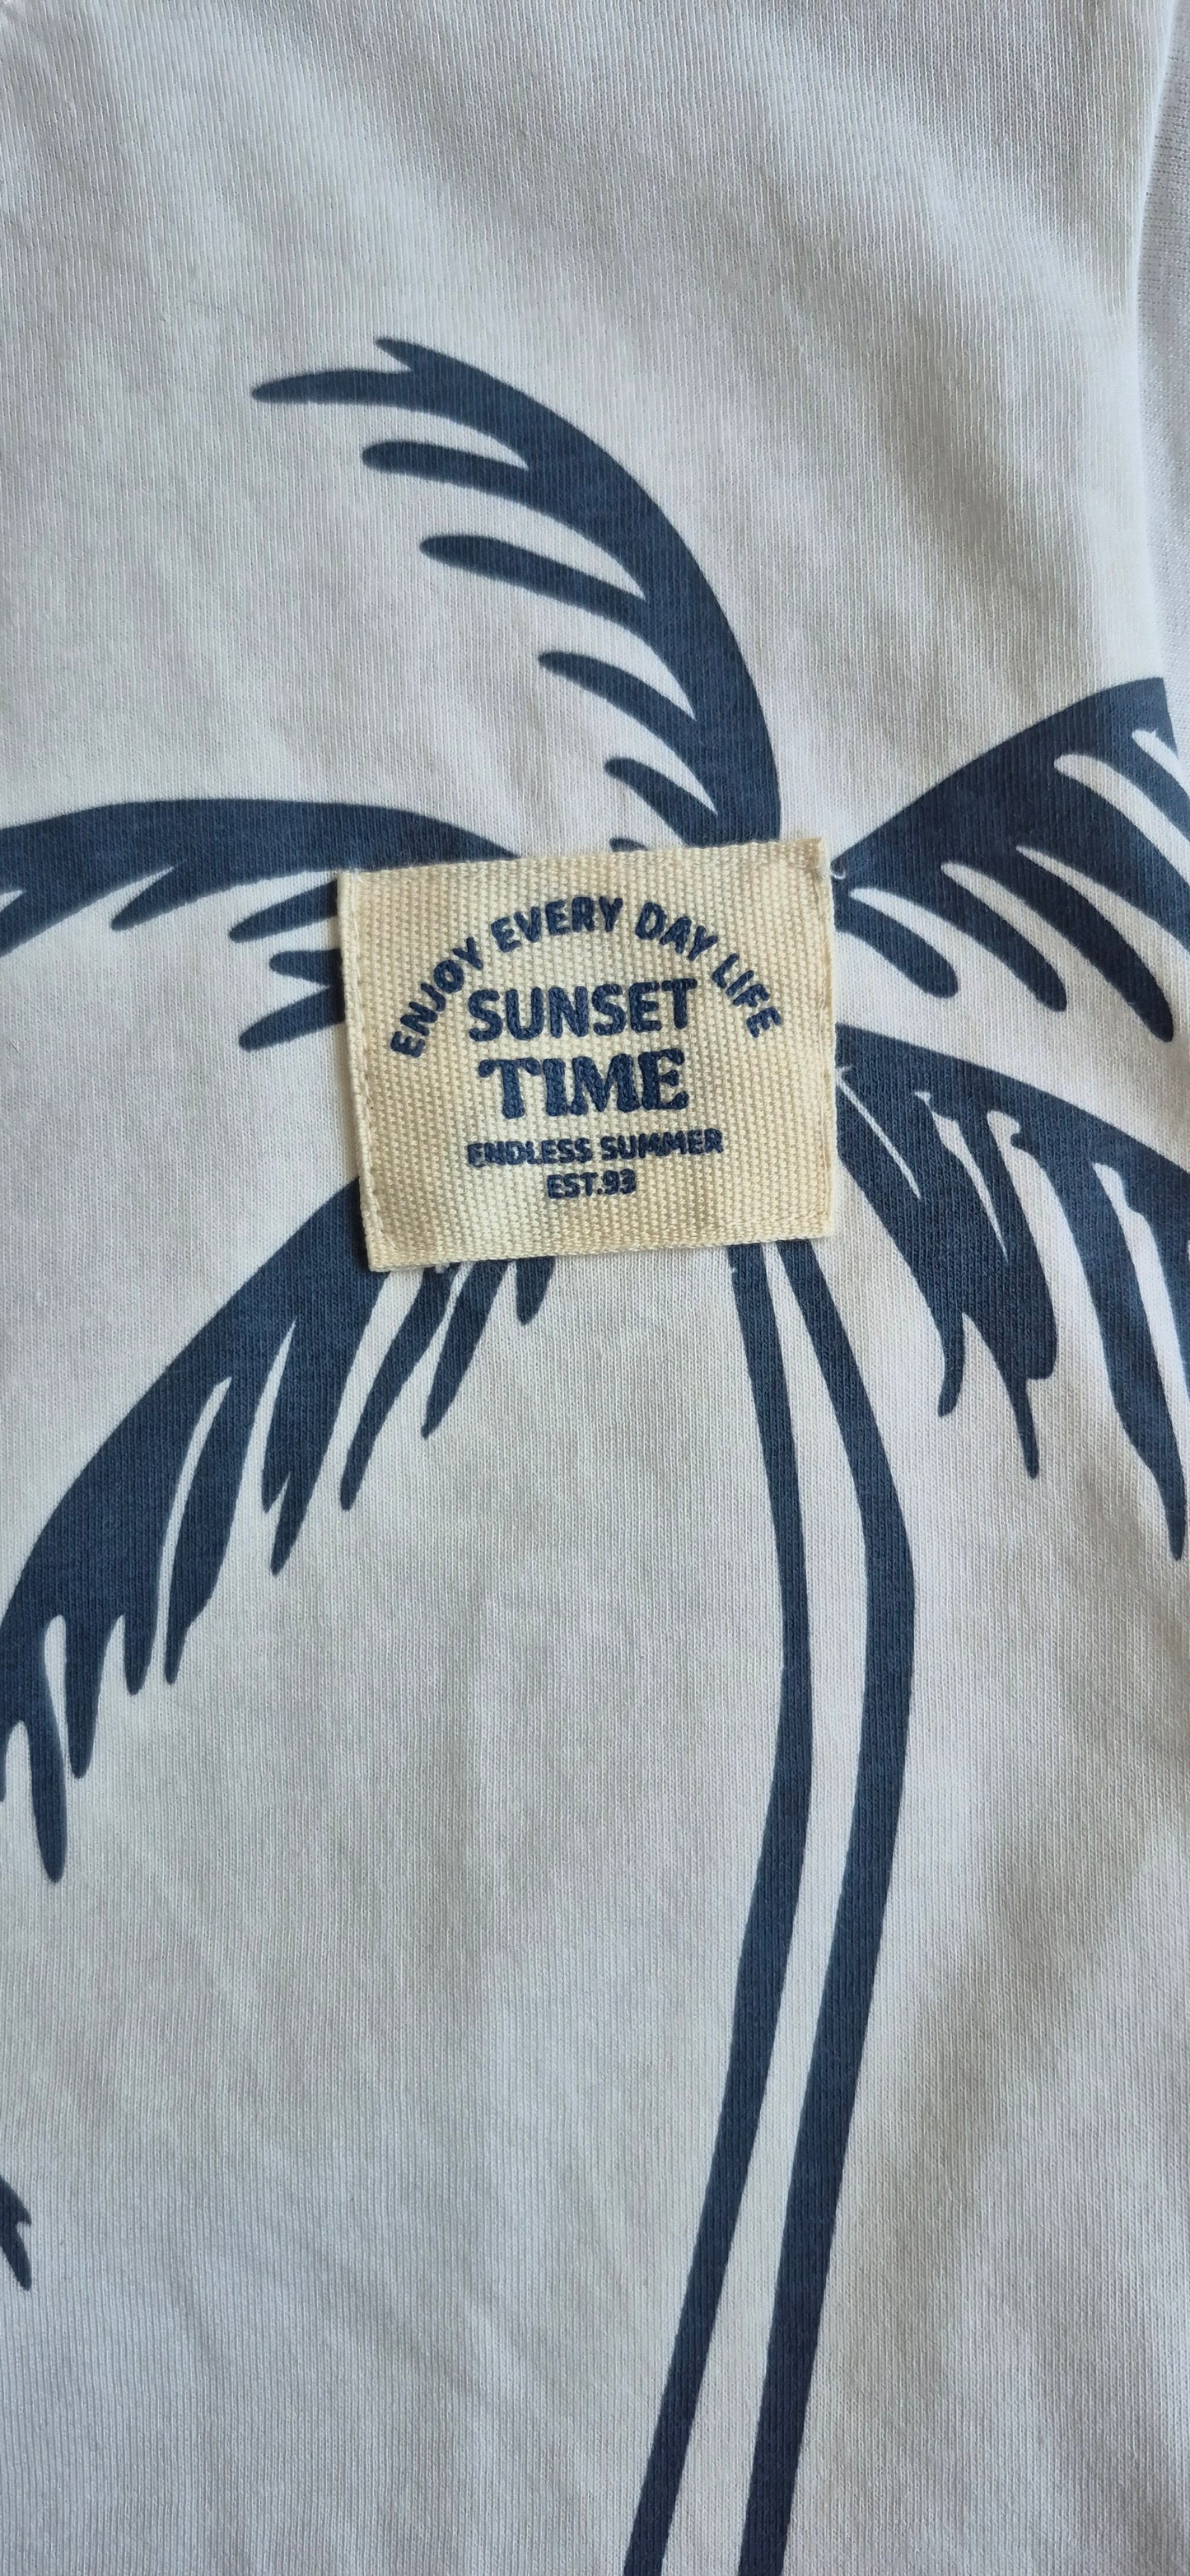 ENJOY EVERY DAY LIFE
SUNSET
TIME
ENDLESS SUMMER
EST.93